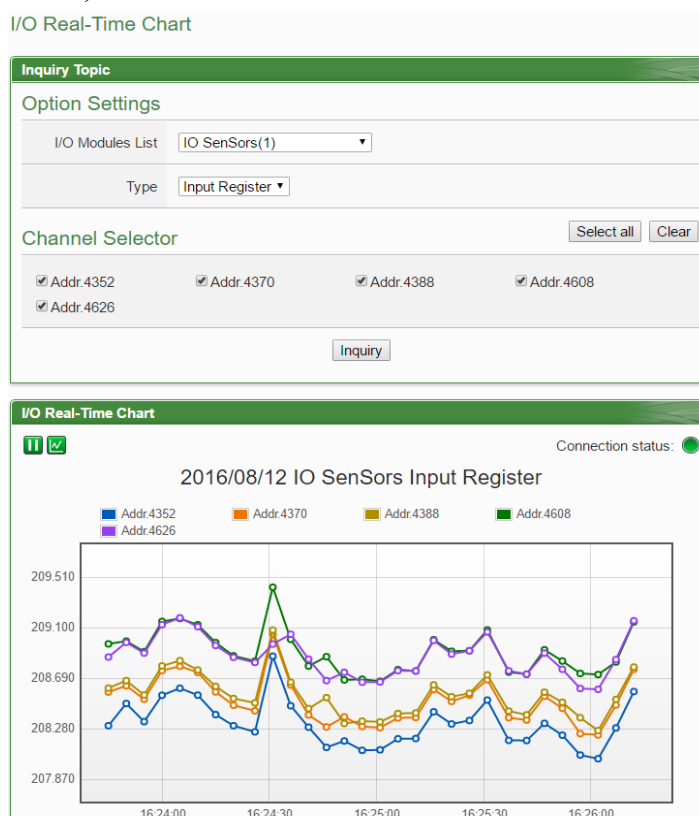 I/O Real-Time Chart
Inquiry Topic
Option Settings
I/O Modules List IO SenSors(1)
Type Input Register
Channel Selector Select all Clear
Addr.4352 Addr.4370 Addr.4388 Addr.4608
Addr.4626
Inquiry
I/O Real-Time Chart
Connection status:
2016/08/12 IO SenSors Input Register
Addr.4352 Addr.4370 Addr.4388 Addr.4608
Addr.4626
209.510
209.100
208.690
208.280
207.870
16:24:00 16:24:30 16:25:00 16:25:30 16:26:00